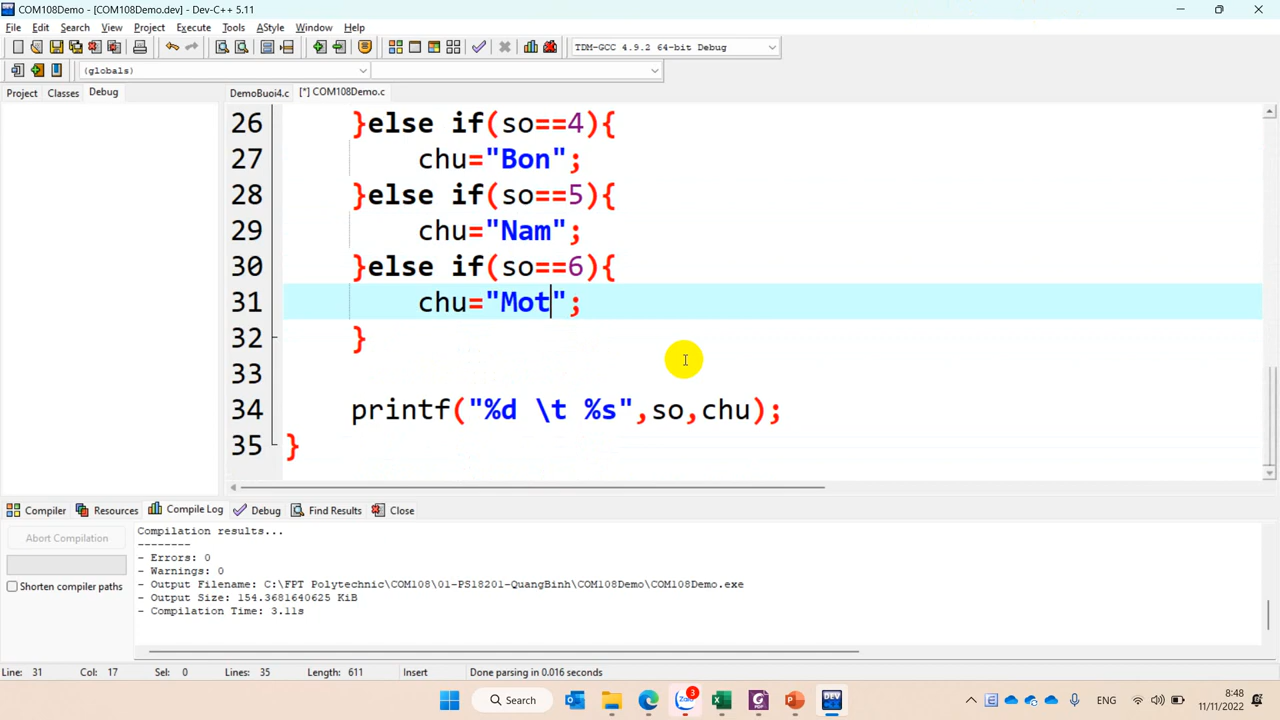 COM108Demo - [COM108Demo.dev] - Dev-C++ 5.11
File Edit Search View Project Execute Tools AStyle Window Help
TDM-GCC 4.9.2 64-bit Debug
(globals)
Project Classes Debug DemoBuoi4.c [*] COM108Demo.c
26 }else if(so==4){
27 chu="Bon";
28 }else if(so==5){
29 chu="Nam";
30 }else if(so==6){
31 chu="Mot";
32 }
33
34 printf("%d \t %s",so,chu);
35 }
Compiler Resources Compile Log Debug Find Results Close
Abort Compilation
Shorten compiler paths
Compilation results...
--------
- Errors: 0
- Warnings: 0
- Output Filename: C:\FPT Polytechnic\COM108\01-PS18201-QuangBinh\COM108Demo\COM108Demo.exe
- Output Size: 154.3681640625 KiB
- Compilation Time: 3.11s
Line: 31 Col: 17 Sel: 0 Lines: 35 Length: 611 Insert Done parsing in 0.016 seconds
Search Zalo 3 ENG 8:48
DEV 11/11/2022